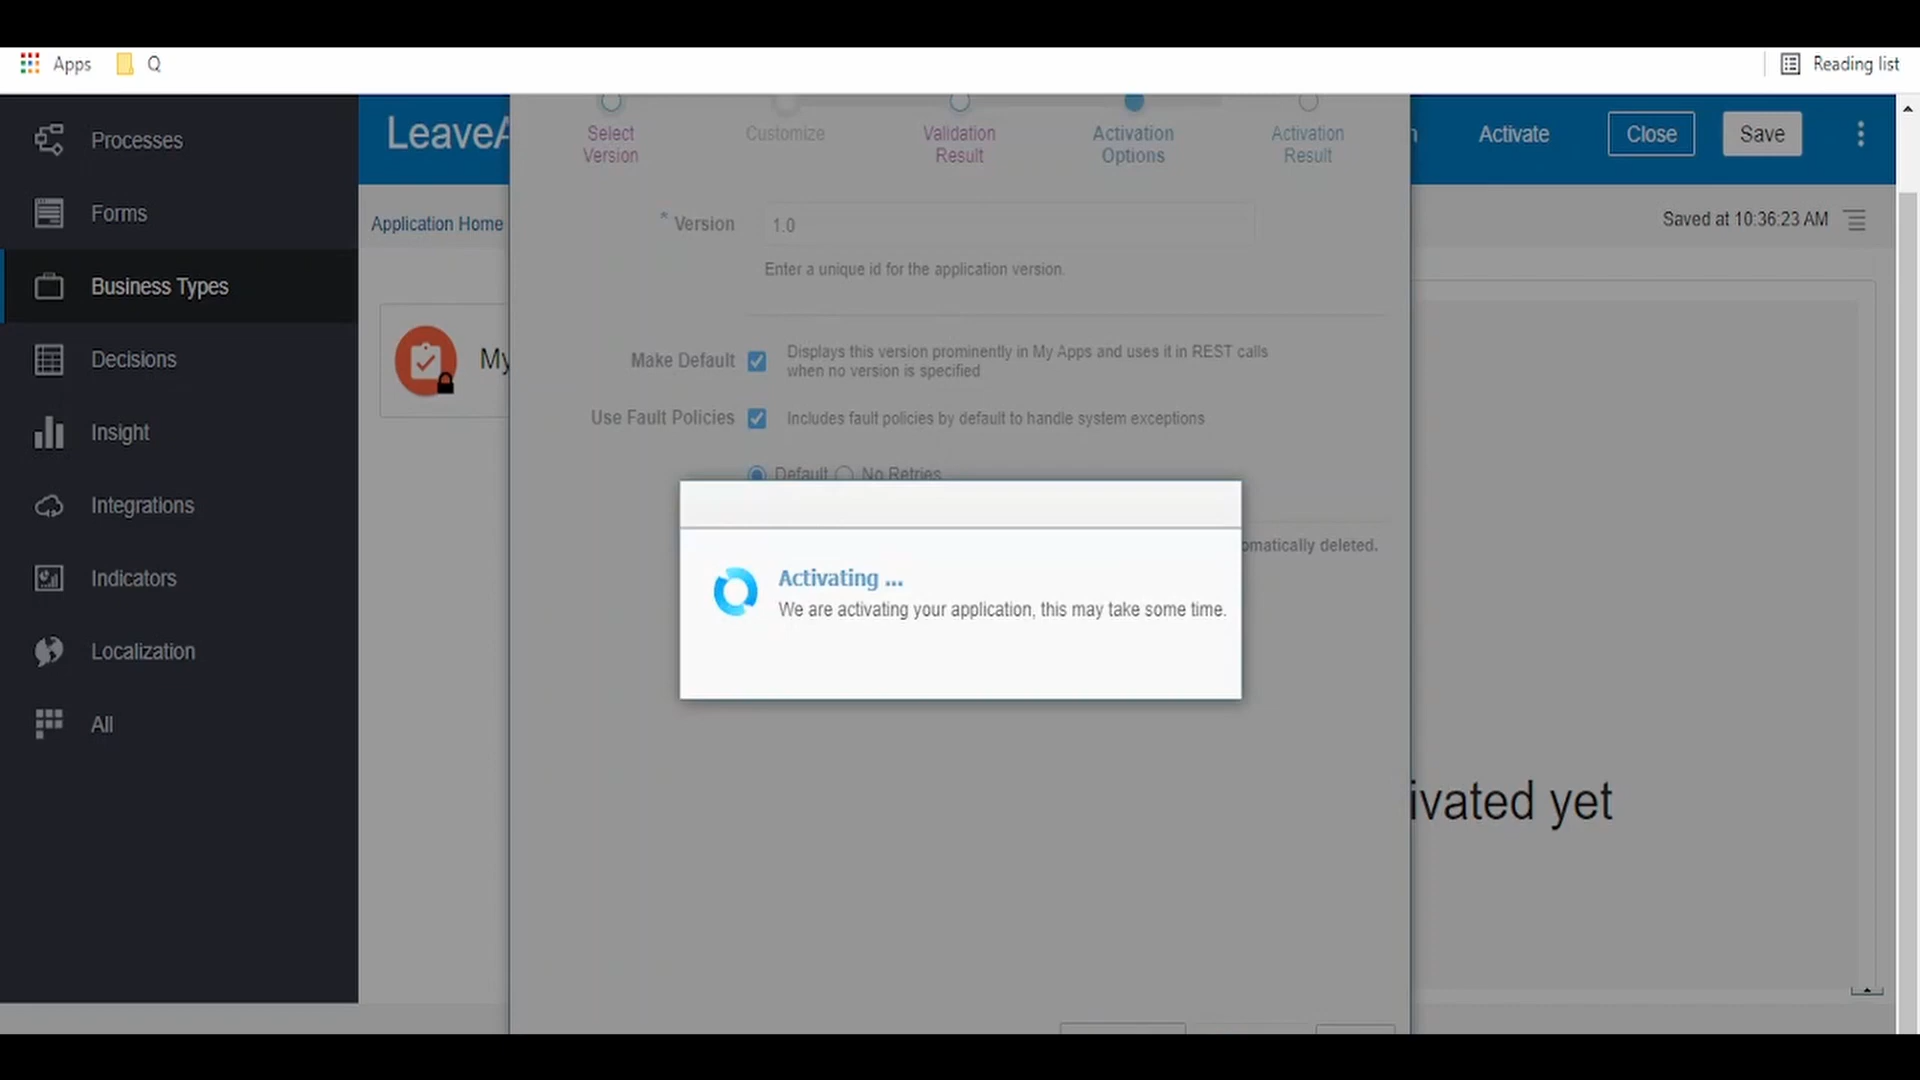 Apps Q Reading list
Processes
Forms
Business Types
Decisions
Insight
Integrations
Indicators
Localization
All
LeaveA
Activate Close Save
Application Home
Saved at 10:36:23 AM
My
Select
Version
Customize
Validation
Result
Activation
Options
Activation
Result
* Version 1.0
Enter a unique id for the application version.
Make Default
Displays this version prominently in My Apps and uses it in REST calls
when no version is specified
Use Fault Policies Includes fault policies by default to handle system exceptions
Default No Retries
omatically deleted.
Activating ...
We are activating your application, this may take some time.
ivated yet